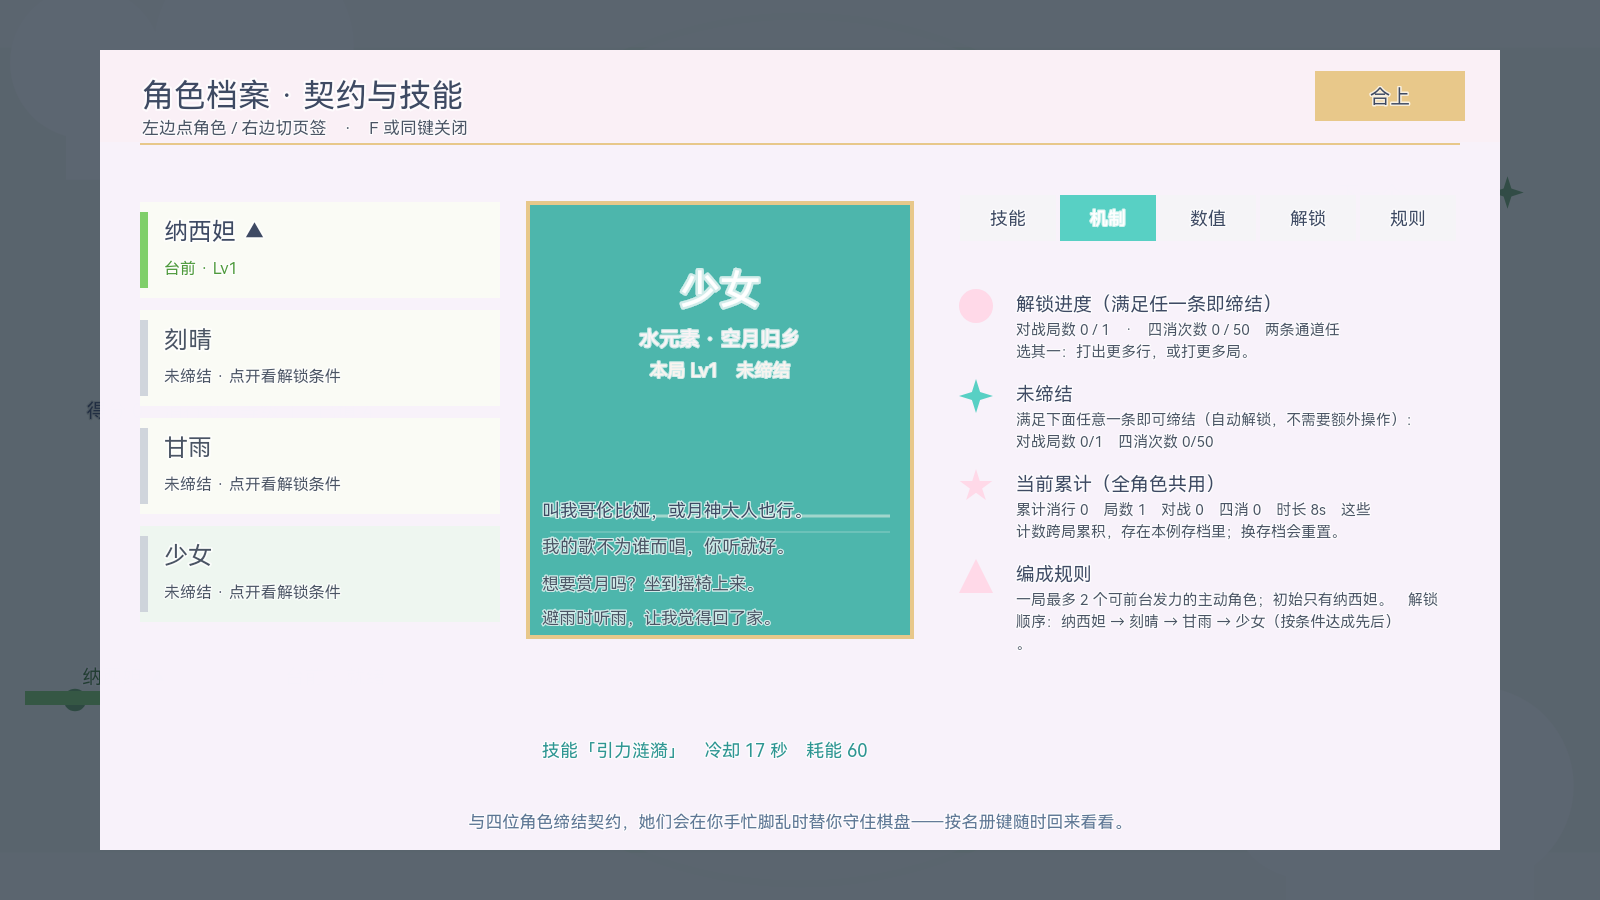 角色档案 · 契约与技能
左边点角色 / 右边切页签 · F 或同键关闭
合上
纳西妲 ▲
台前 · Lv1
刻晴
未缔结 · 点开看解锁条件
甘雨
未缔结 · 点开看解锁条件
少女
未缔结 · 点开看解锁条件
少女
水元素 · 空月归乡
本局 Lv1 未缔结
叫我哥伦比娅，或月神大人也行。
我的歌不为谁而唱，你听就好。
想要赏月吗？坐到摇椅上来。
避雨时听雨，让我觉得回了家。
技能「引力涟漪」 冷却 17 秒 耗能 60
技能 机制 数值 解锁 规则
解锁进度（满足任一条即缔结）
对战局数 0 / 1 · 四消次数 0 / 50 两条通道任
选其一：打出更多行，或打更多局。
未缔结
满足下面任意一条即可缔结（自动解锁，不需要额外操作）：
对战局数 0/1 四消次数 0/50
当前累计（全角色共用）
累计消行 0 局数 1 对战 0 四消 0 时长 8s 这些
计数跨局累积，存在本例存档里；换存档会重置。
编成规则
一局最多 2 个可前台发力的主动角色；初始只有纳西妲。 解锁
顺序：纳西妲 → 刻晴 → 甘雨 → 少女（按条件达成先后）
。
与四位角色缔结契约，她们会在你手忙脚乱时替你守住棋盘——按名册键随时回来看看。
得
纳